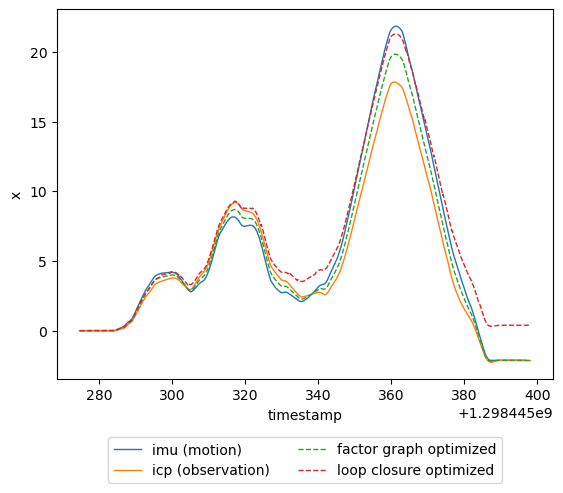 20
15
10
5
0
x
280 300 320 340 360 380 400
timestamp
+1.298445e9
imu (motion)
icp (observation)
factor graph optimized
loop closure optimized